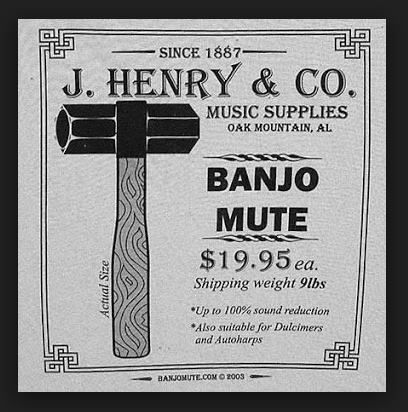 SINCE 1887
J. HENRY & CO.
MUSIC SUPPLIES
OAK MOUNTAIN, AL
BANJO
MUTE
$19.95 ea.
Shipping weight 9lbs
Actual Size
*Up to 100% sound reduction
*Also suitable for Dulcimers
and Autoharps
BANJOMUTE.COM © 2003